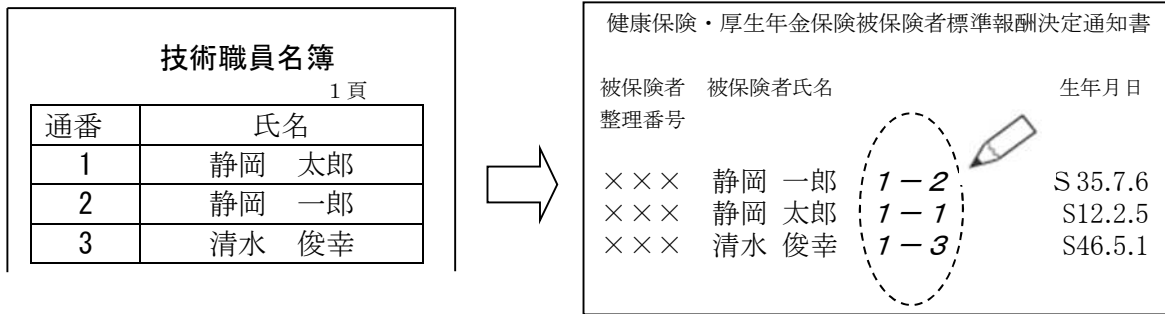 技術職員名簿
1頁
通番 氏名
1 静岡 太郎
2 静岡 一郎
3 清水 俊幸
健康保険・厚生年金保険被保険者標準報酬決定通知書
被保険者 被保険者氏名 生年月日
整理番号
××× 静岡 一郎 1－2 S35.7.6
××× 静岡 太郎 1－1 S12.2.5
××× 清水 俊幸 1－3 S46.5.1